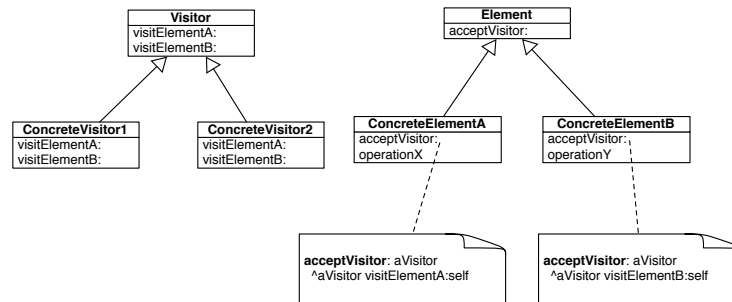 Visitor
visitElementA:
visitElementB:
Element
acceptVisitor:
ConcreteVisitor1
visitElementA:
visitElementB:
ConcreteVisitor2
visitElementA:
visitElementB:
ConcreteElementA
acceptVisitor:
operationX
ConcreteElementB
acceptVisitor:
operationY
acceptVisitor: aVisitor
^aVisitor visitElementA:self
acceptVisitor: aVisitor
^aVisitor visitElementB:self